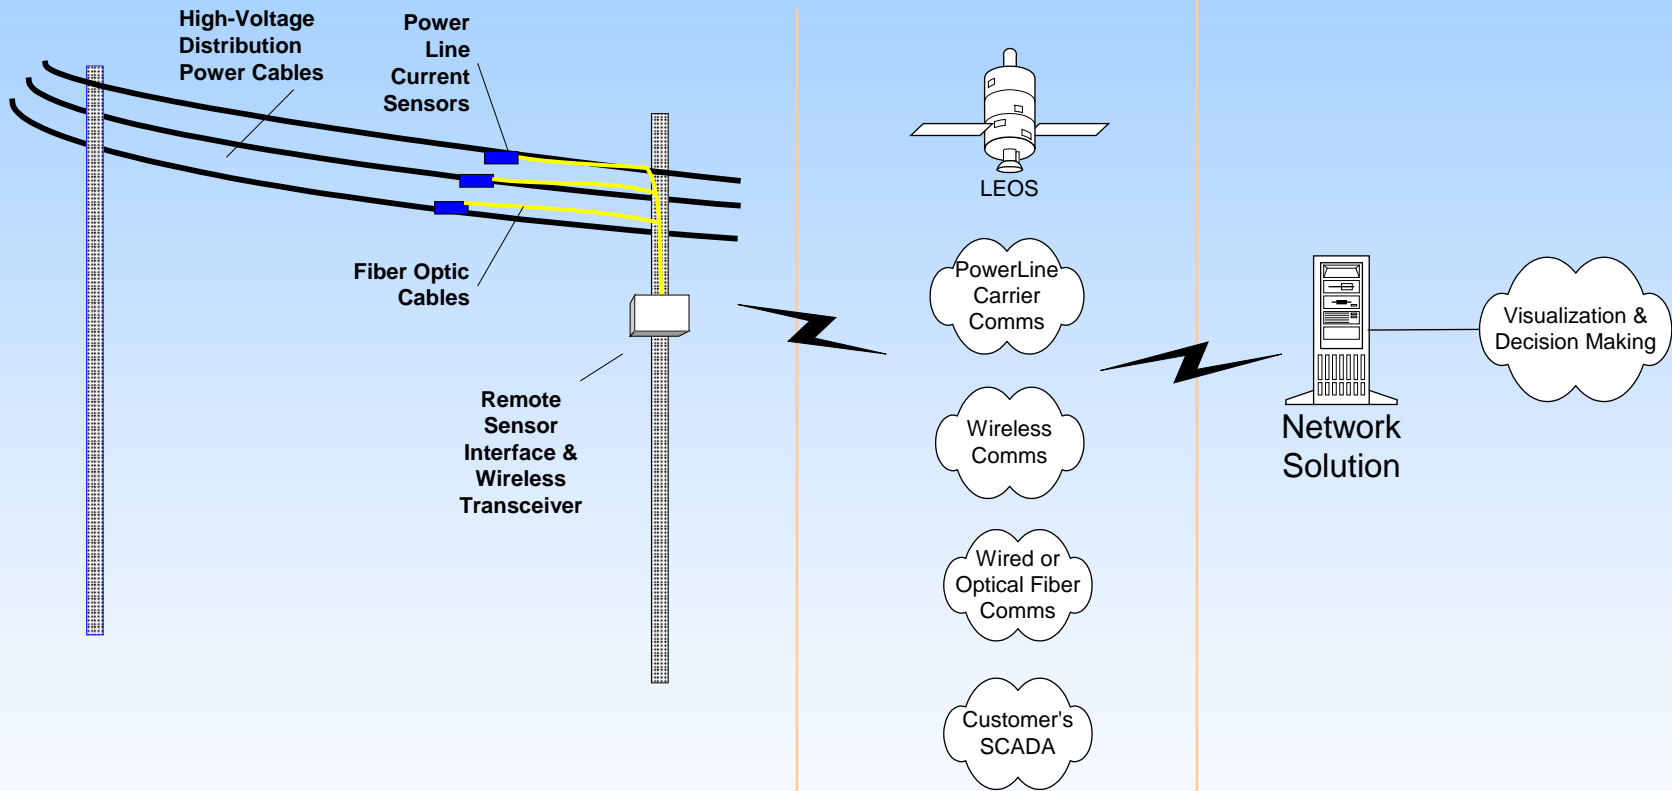 High-Voltage
Distribution
Power Cables
Power
Line
Current
Sensors
Fiber Optic
Cables
Remote
Sensor
Interface &
Wireless
Transceiver
LEOS
PowerLine
Carrier
Comms
Wireless
Comms
Wired or
Optical Fiber
Comms
Customer's
SCADA
Network
Solution
Visualization &
Decision Making